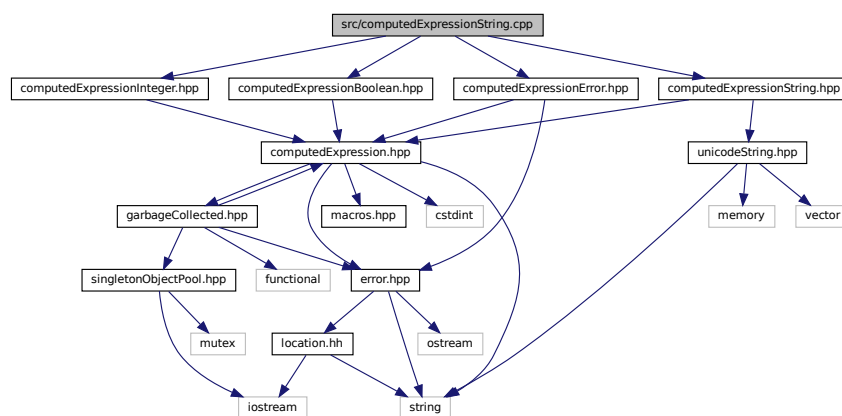 src/computedExpressionString.cpp
computedExpressionInteger.hpp
computedExpressionBoolean.hpp
computedExpressionError.hpp
computedExpressionString.hpp
computedExpression.hpp
unicodeString.hpp
garbageCollected.hpp
macros.hpp
cstdint
memory
vector
singletonObjectPool.hpp
functional
error.hpp
mutex
location.hh
ostream
iostream
string